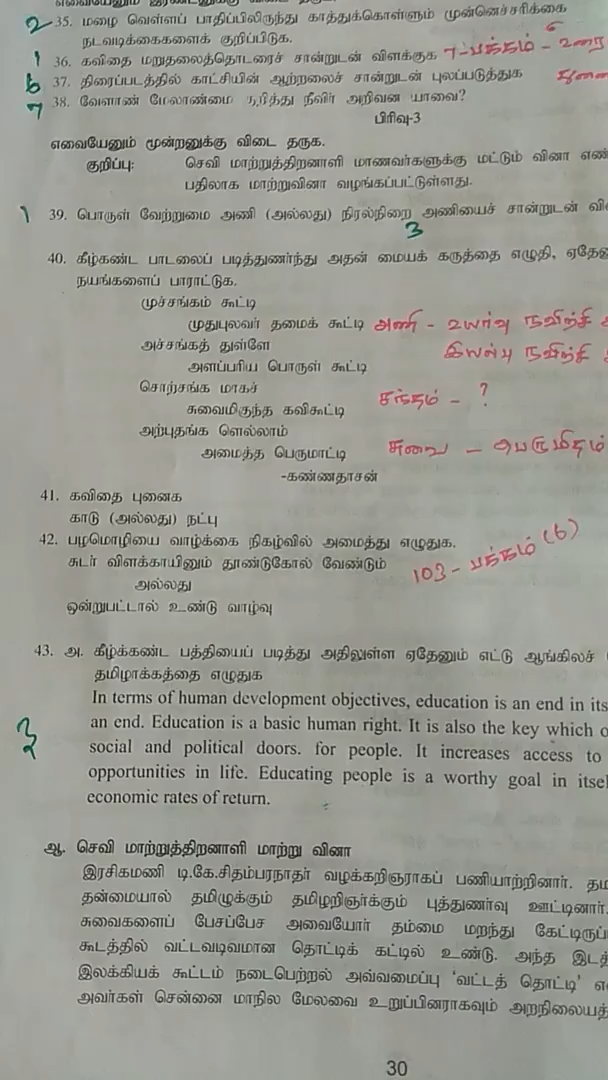 2 35. மழை வெள்ளப் பாதிப்பிலிருந்து காத்துக்கொள்ளும் முன்னெச்சரிக்கை
நடவடிக்கைகளைக் குறிப்பிடுக.
1 36. கவிதை மறுதலைத்தொடரைச் சான்றுடன் விளக்குக 7-பக்கம் - 6 உரை
37. திரைப்படத்தில் காட்சியின் ஆற்றலைச் சான்றுடன் புலப்படுத்துக
7 38. வேளாண் மேலாண்மை குறித்து நீவிர் அறிவன யாவை?
பிரிவு-3
எவையேனும் மூன்றனுக்கு விடை தருக.
குறிப்பு: செவி மாற்றுத்திறனாளி மாணவர்களுக்கு மட்டும் வினா எண்
பதிலாக மாற்றுவினா வழங்கப்பட்டுள்ளது.
1 39. பொருள் வேற்றுமை அணி (அல்லது) நிரல்நிறை அணியைச் சான்றுடன்
3
40. கீழ்கண்ட பாடலைப் படித்துணர்ந்து அதன் மையக் கருத்தை எழுதி,
நயங்களைப் பாராட்டுக.
முச்சங்கம் கூட்டி
முதுபுலவர் தமைக் கூட்டி அணி - உயர்வு நவிற்சி
அச்சங்கத் துள்ளே இயல்பு நவிற்சி
அளப்பரிய பொருள் கூட்டி
சொற்சங்க மாகச் சந்தம் - ?
சுவைமிகுந்த கவிகூட்டி
அற்புதங்க ளெல்லாம்
அமைத்த பெருமாட்டி சுவை - பெருமிதம்
-கண்ணதாசன்
41. கவிதை புனைக
காடு (அல்லது) நட்பு
42. பழமொழியை வாழ்க்கை நிகழ்வில் அமைத்து எழுதுக.
சுடர் விளக்காயினும் தூண்டுகோல் வேண்டும் 103 - பக்கம் (6)
அல்லது
ஒன்றுபட்டால் உண்டு வாழ்வு
43. அ. கீழ்க்கண்ட பத்தியைப் படித்து அதிலுள்ள ஏதேனும் எட்டு ஆங்கிலச்
தமிழாக்கத்தை எழுதுக
In terms of human development objectives, education is an end in its
an end. Education is a basic human right. It is also the key which
social and political doors. for people. It increases access to
opportunities in life. Educating people is a worthy goal in
economic rates of return.
ஆ. செவி மாற்றுத்திறனாளி மாற்று வினா
இரசிகமணி டி.கே.சிதம்பரநாதர் வழக்கறிஞராகப் பணியாற்றினார்.
தன்மையால் தமிழுக்கும் தமிழறிஞர்க்கும் புத்துணர்வு ஊட்டினார்.
சுவைகளைப் பேசப்பேச அவையோர் தம்மை மறந்து
கூடத்தில் வட்டவடிவமான தொட்டிக் கட்டில் உண்டு. அந்த
இலக்கியக் கூட்டம் நடைபெற்றல் அவ்வமைப்பு 'வட்டத் தொட்டி'
அவர்கள் சென்னை மாநில மேலவை உறுப்பினராகவும்
30